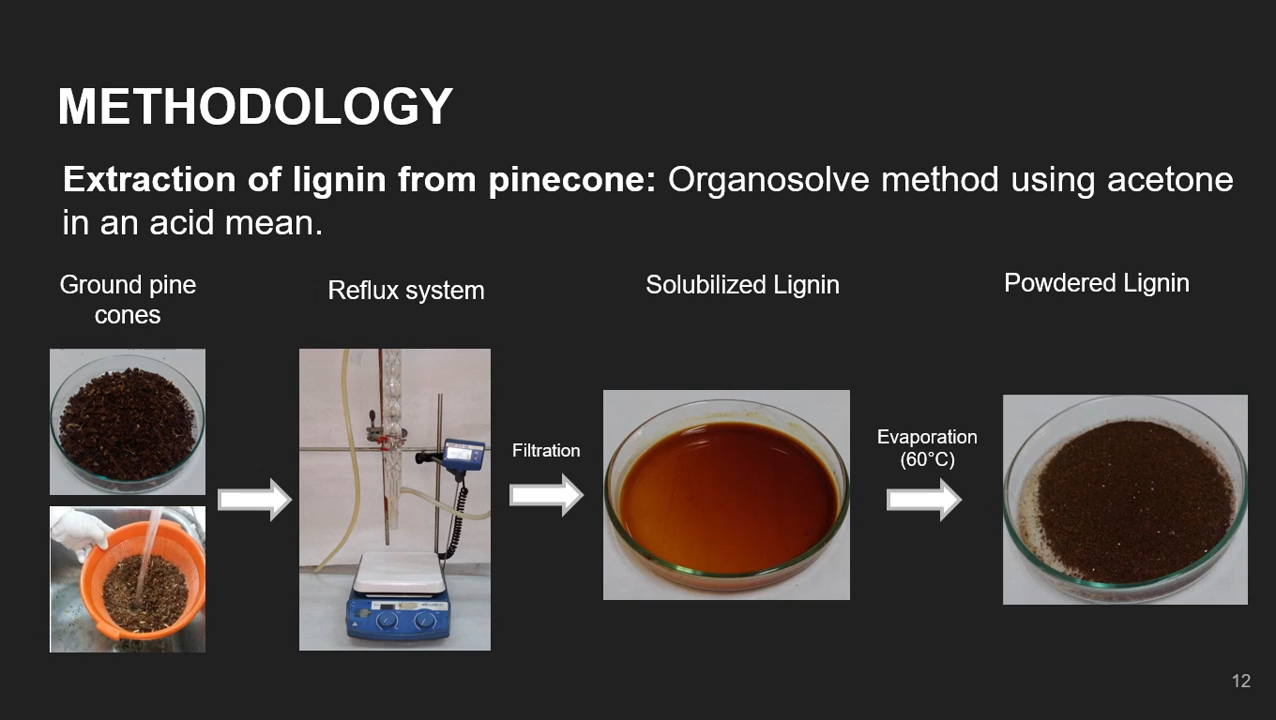 METHODOLOGY
Extraction of lignin from pinecone: Organosolve method using acetone
in an acid mean.
Ground pine
cones
Reflux system
Solubilized Lignin
Powdered Lignin
Filtration
Evaporation
(60°C)
12